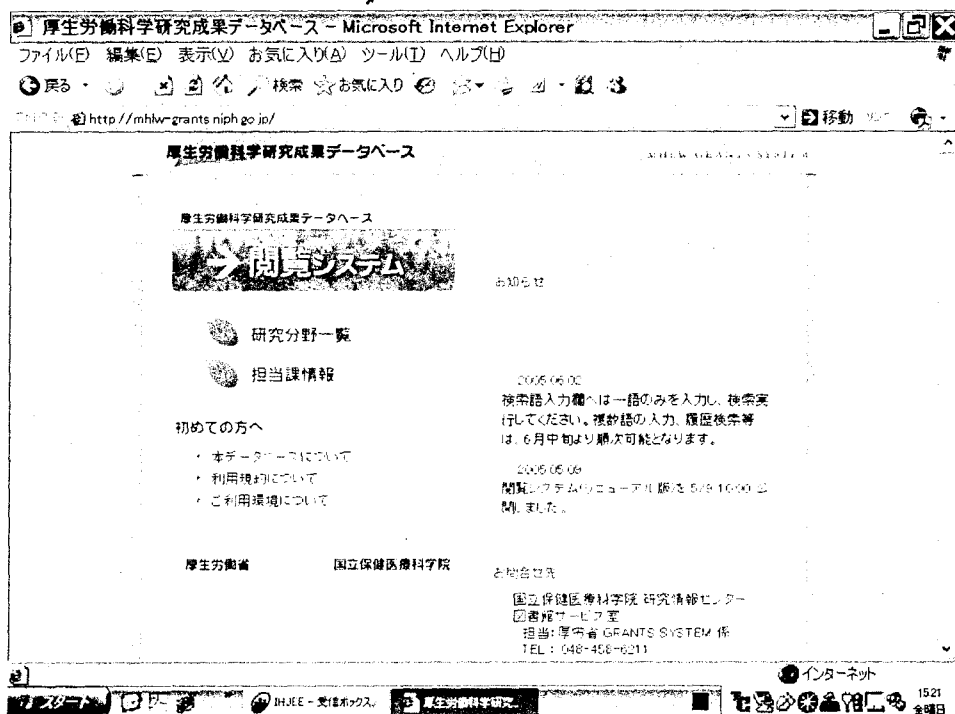 厚生労働科学研究成果データベース - Microsoft Internet Explorer
ファイル(F) 編集(E) 表示(V) お気に入り(A) ツール(T) ヘルプ(H)
戻る 検索 お気に入り
http://mhlw-grants.niph.go.jp/ 移動
厚生労働科学研究成果データベース
厚生労働科学研究成果データベース
閲覧システム
お知らせ
研究分野一覧
担当課情報
2005.06.02
検索語入力欄へは一語のみを入力し、検索実
行してください。複数語の入力、履歴検索等
は、6月中旬より順次可能となります。
初めての方へ
本データベースについて
利用規約について
ご利用環境について
2005.05.09
閲覧システム(リニューアル版)を 5/9 10:00 公
開しました。
厚生労働省 国立保健医療科学院
お問合せ先
国立保健医療科学院 研究情報センター
図書館サービス室
担当:厚労省 GRANTS SYSTEM 係
TEL: 048-458-6211
インターネット
スタート IHJEE - 受信ボックス 厚生労働科学研究... 15:21
金曜日